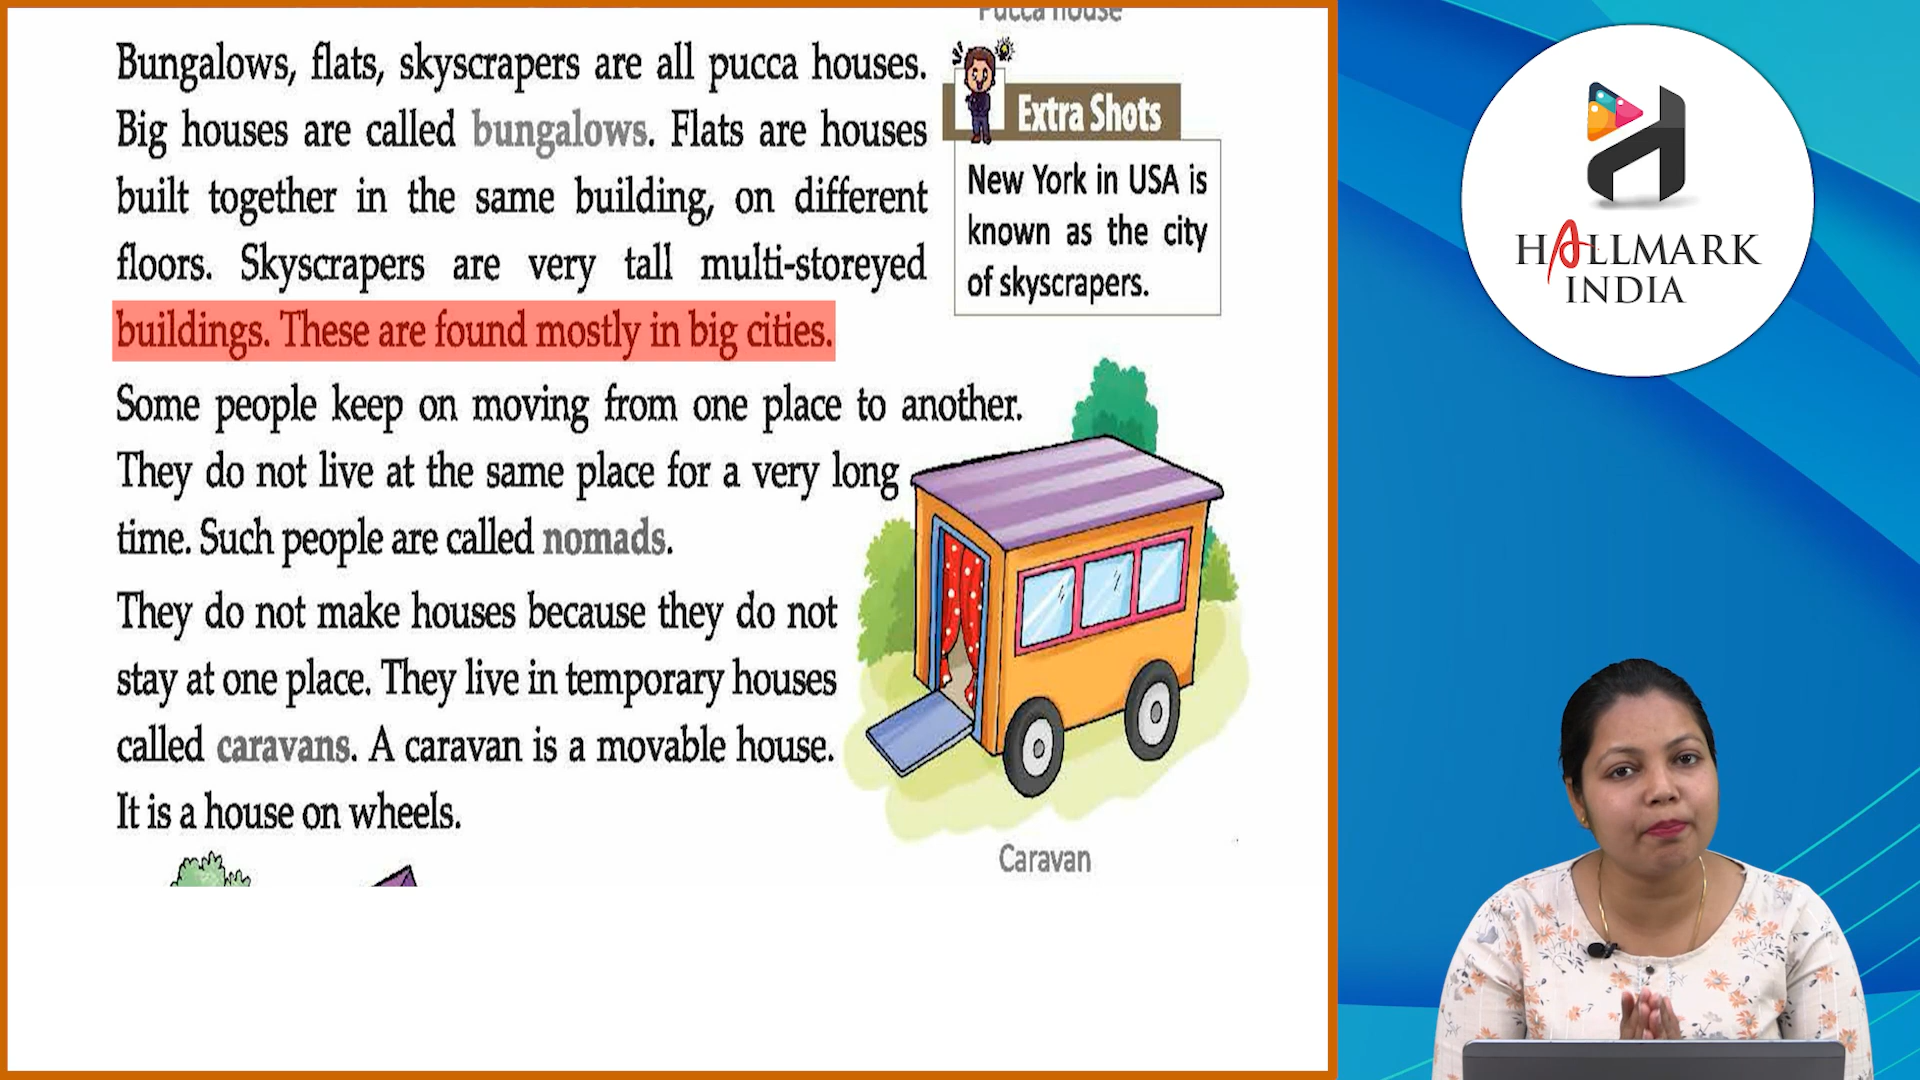 Pucca house
Bungalows, flats, skyscrapers are all pucca houses.
Big houses are called bungalows. Flats are houses
built together in the same building, on different
floors. Skyscrapers are very tall multi-storeyed
buildings. These are found mostly in big cities.
Extra Shots
New York in USA is
known as the city
of skyscrapers.
Some people keep on moving from one place to another.
They do not live at the same place for a very long
time. Such people are called nomads.
They do not make houses because they do not
stay at one place. They live in temporary houses
called caravans. A caravan is a movable house.
It is a house on wheels.
Caravan
HALLMARK
INDIA